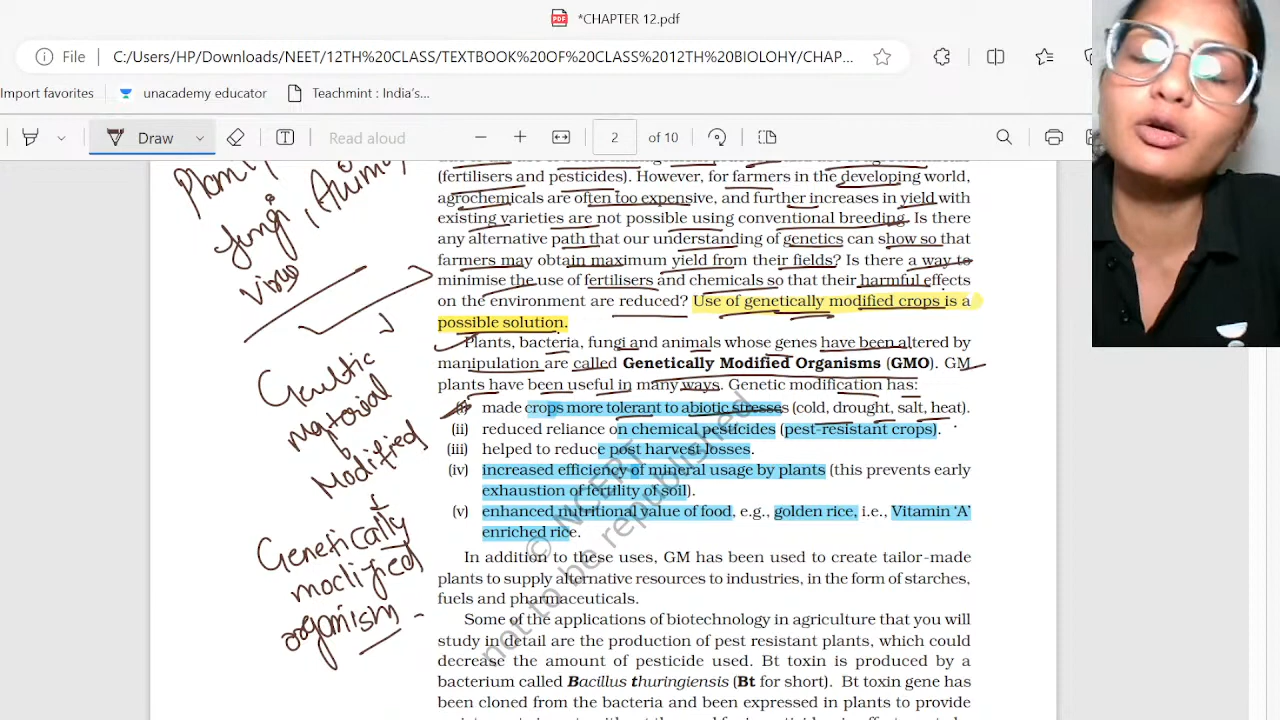 *CHAPTER 12.pdf
File C:/Users/HP/Downloads/NEET/12TH%20CLASS/TEXTBOOK%20OF%20CLASS%2012TH%20BIOLOHY/CHAP...
Import favorites unacademy educator Teachmint : India's...
Draw Read aloud 2 of 10
(fertilisers and pesticides). However, for farmers in the developing world,
agrochemicals are often too expensive, and further increases in yield with
existing varieties are not possible using conventional breeding. Is there
any alternative path that our understanding of genetics can show so that
farmers may obtain maximum yield from their fields? Is there a way to
minimise the use of fertilisers and chemicals so that their harmful effects
on the environment are reduced? Use of genetically modified crops is a
possible solution.
Plants, bacteria, fungi and animals whose genes have been altered by
manipulation are called Genetically Modified Organisms (GMO). GM
plants have been useful in many ways. Genetic modification has:
(i) made crops more tolerant to abiotic stresses (cold, drought, salt, heat).
(ii) reduced reliance on chemical pesticides (pest-resistant crops).
(iii) helped to reduce post harvest losses.
(iv) increased efficiency of mineral usage by plants (this prevents early
exhaustion of fertility of soil).
(v) enhanced nutritional value of food, e.g., golden rice, i.e., Vitamin 'A'
enriched rice.
In addition to these uses, GM has been used to create tailor-made
plants to supply alternative resources to industries, in the form of starches,
fuels and pharmaceuticals.
Some of the applications of biotechnology in agriculture that you will
study in detail are the production of pest resistant plants, which could
decrease the amount of pesticide used. Bt toxin is produced by a
bacterium called Bacillus thuringiensis (Bt for short). Bt toxin gene has
been cloned from the bacteria and been expressed in plants to provide
© NCERT
not to be republished
fungi
Material
Modified
Genetically
modified
organism